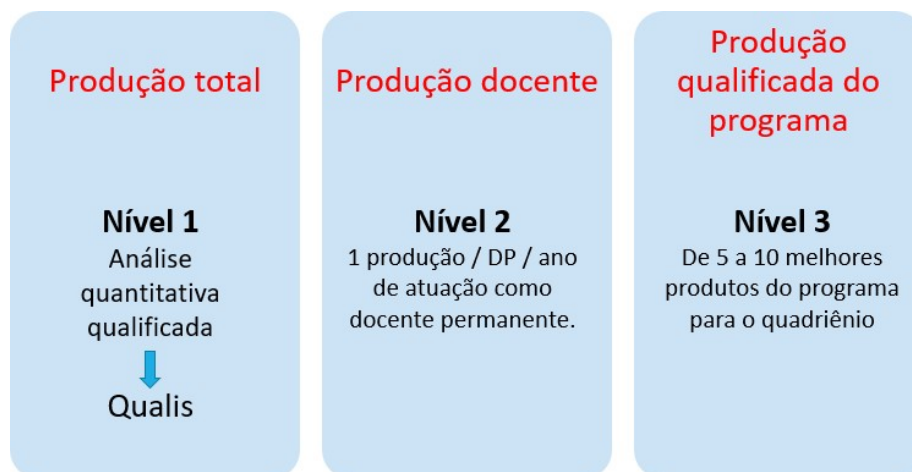 Produção total
Nível 1
Análise
quantitativa
qualificada
Qualis
Produção docente
Nível 2
1 produção / DP / ano
de atuação como
docente permanente.
Produção
qualificada do
programa
Nível 3
De 5 a 10 melhores
produtos do programa
para o quadriênio